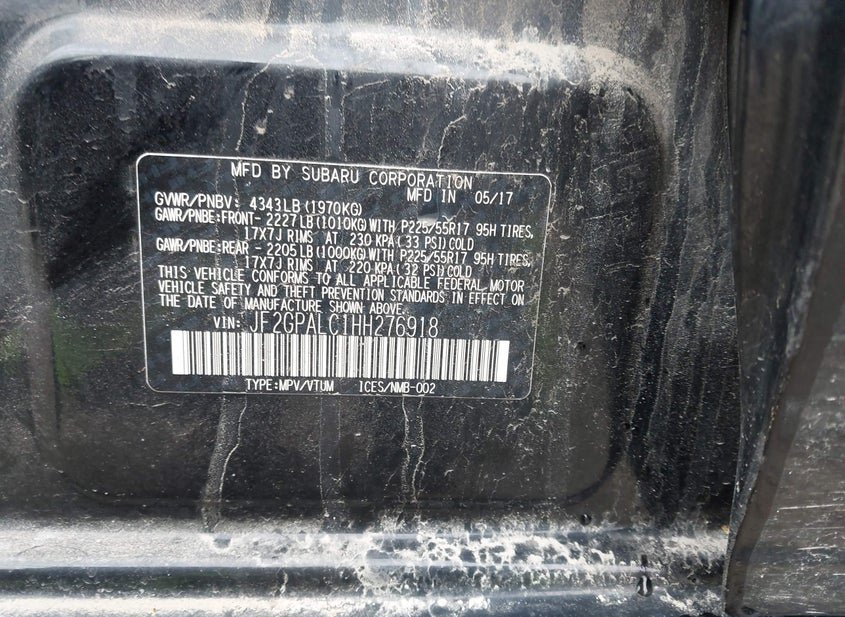 MFD BY SUBARU CORPORATION
MFD IN 05/17
GVWR/PNBV: 4343LB(1970KG)
GAWR/PNBE:FRONT- 2227LB(1010KG)WITH P225/55R17 95H TIRES,
17X7J RIMS AT 230 KPA(33 PSI)COLD
GAWR/PNBE:REAR - 2205LB(1000KG)WITH P225/55R17 95H TIRES,
17X7J RIMS AT 220 KPA(32 PSI)COLD
THIS VEHICLE CONFORMS TO ALL APPLICABLE FEDERAL MOTOR
VEHICLE SAFETY AND THEFT PREVENTION STANDARDS IN EFFECT ON
THE DATE OF MANUFACTURE SHOWN ABOVE.
VIN: JF2GPALC1HH276918
TYPE:MPV/VTUM ICES/NMB-002